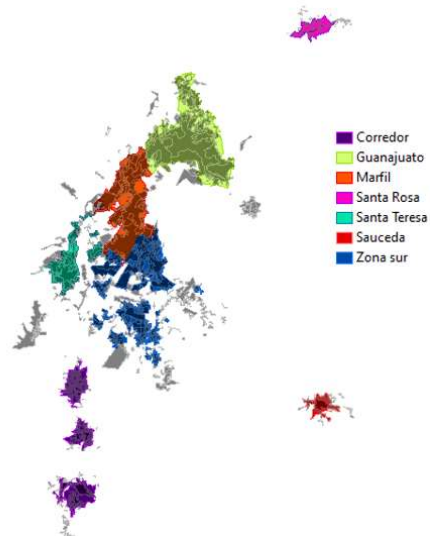 Corredor
Guanajuato
Marfil
Santa Rosa
Santa Teresa
Sauceda
Zona sur